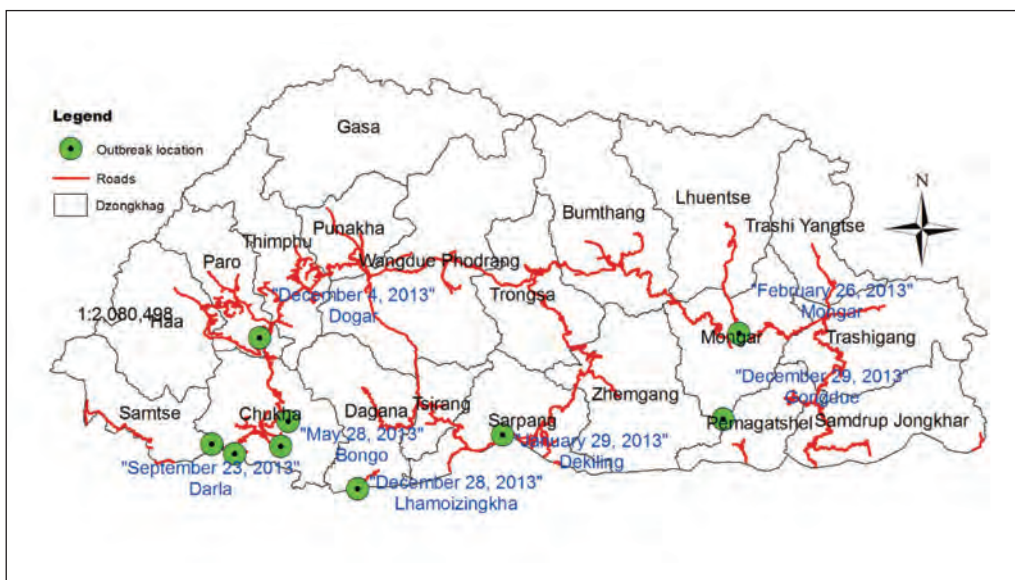 Legend
Outbreak location
Roads
Dzongkhag
Gasa
N
Lhuentse
Bumthang
Trashi Yangtse
Punakha
Thimphu
Wangdue Phodrang
Paro
"December 4, 2013"
Dogar
Trongsa
"February 26, 2013"
Mongar
1:2,080,498
Haa
Mongar
Trashigang
"December 29, 2013"
Gongdue
Zhemgang
Samtse
Chukha
Dagana
Tsirang
Sarpang
Pemagatshel
Samdrup Jongkhar
"May 28, 2013"
Bongo
"January 29, 2013"
Dekiling
"September 23, 2013"
Darla
"December 28, 2013"
Lhamoizingkha